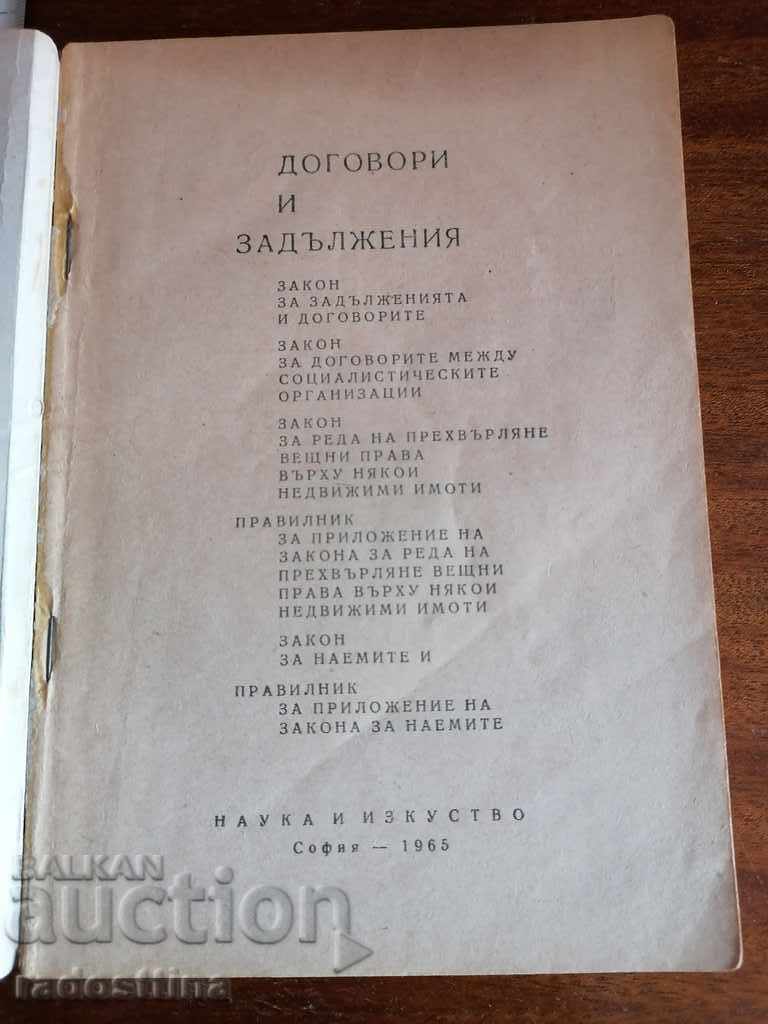 ДОГОВОРИ
И
ЗАДЪЛЖЕНИЯ
ЗАКОН
ЗА ЗАДЪЛЖЕНИЯТА
И ДОГОВОРИТЕ
ЗАКОН
ЗА ДОГОВОРИТЕ МЕЖДУ
СОЦИАЛИСТИЧЕСКИТЕ
ОРГАНИЗАЦИИ
ЗАКОН
ЗА РЕДА НА ПРЕХВЪРЛЯНЕ
ВЕЩНИ ПРАВА
ВЪРХУ НЯКОИ
НЕДВИЖИМИ ИМОТИ
ПРАВИЛНИК
ЗА ПРИЛОЖЕНИЕ НА
ЗАКОНА ЗА РЕДА НА
ПРЕХВЪРЛЯНЕ ВЕЩНИ
ПРАВА ВЪРХУ НЯКОИ
НЕДВИЖИМИ ИМОТИ
ЗАКОН
ЗА НАЕМИТЕ И
ПРАВИЛНИК
ЗА ПРИЛОЖЕНИЕ НА
ЗАКОНА ЗА НАЕМИТЕ
НАУКА И ИЗКУСТВО
София — 1965
BALKAN
auction
radosttina